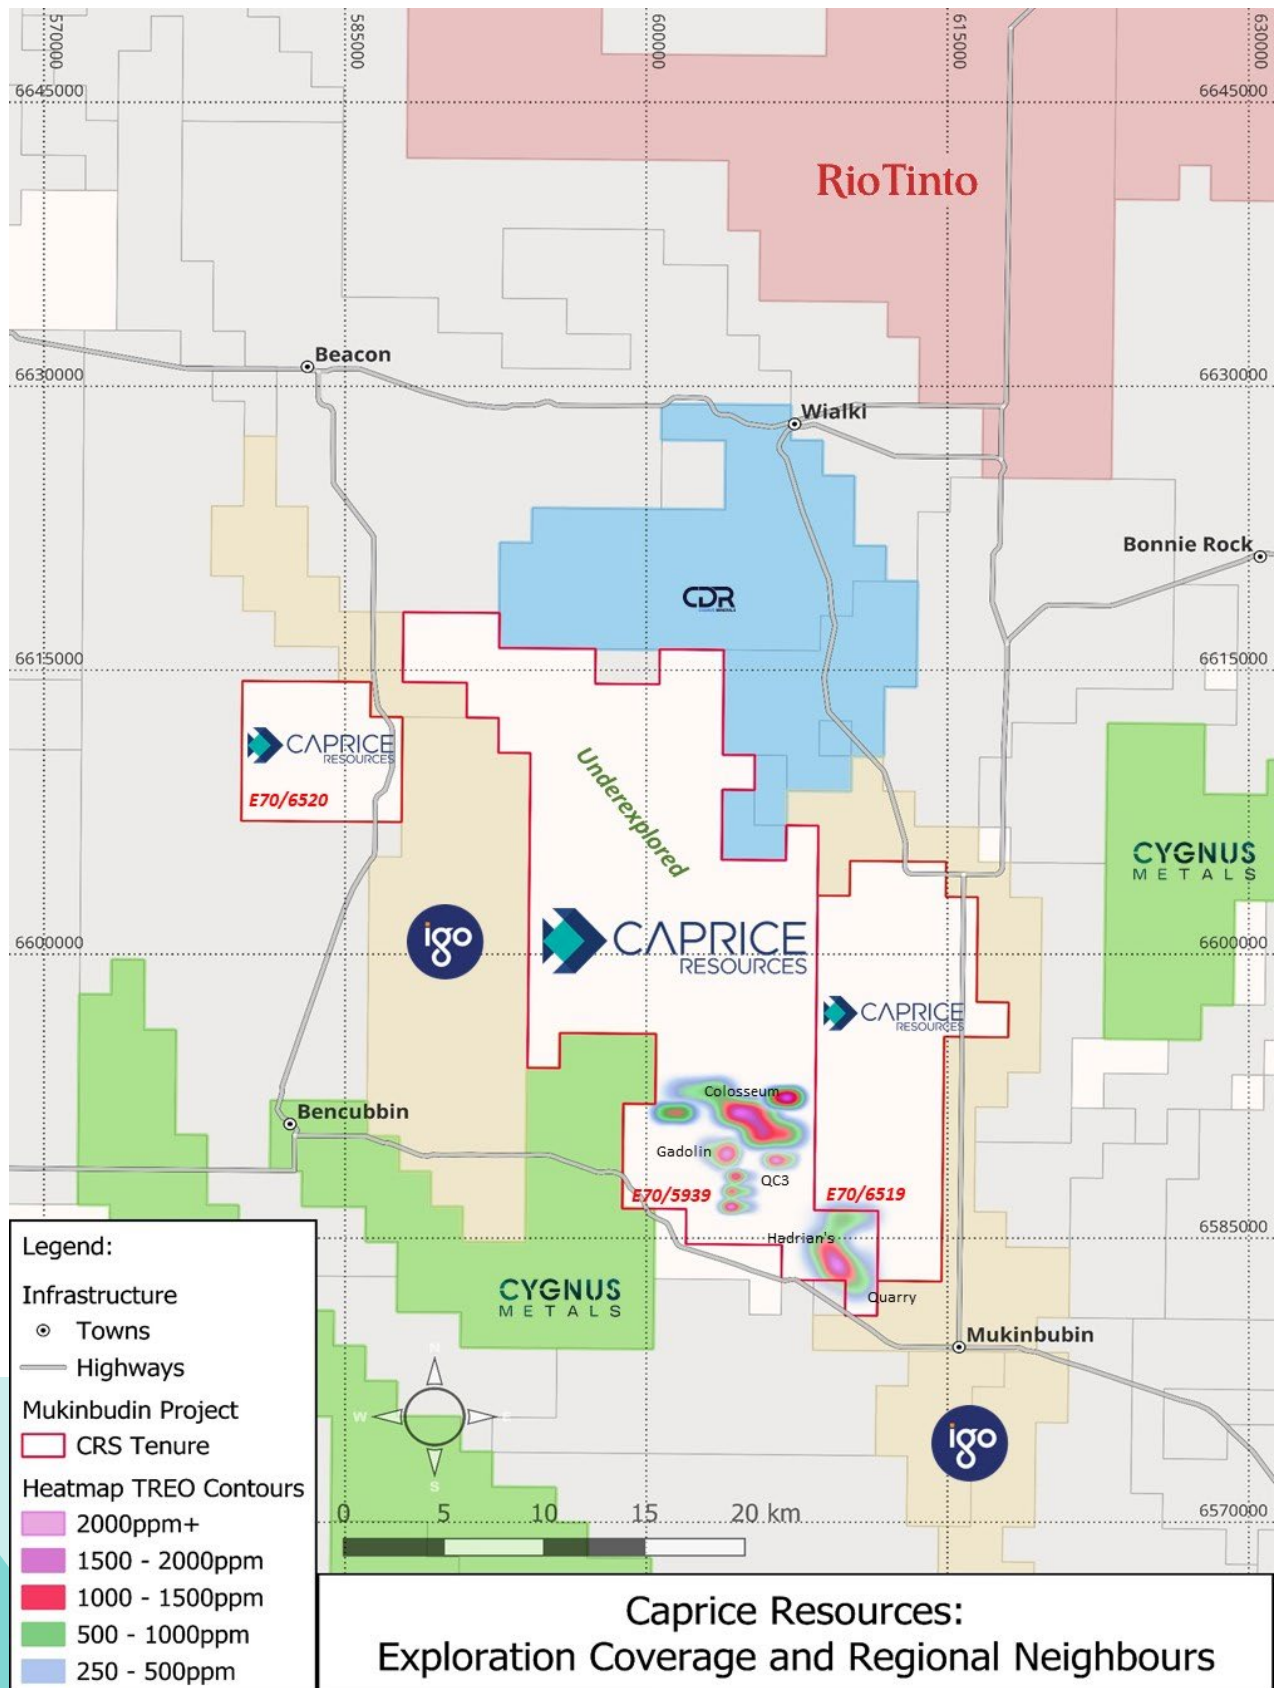 570000
585000
600000
615000
630000
6645000
6645000
RioTinto
Beacon
6630000
6630000
Wialki
Bonnie Rock
CDR
6615000
6615000
CAPRICE
RESOURCES
E70/6520
Underexplored
CYGNUS
METALS
igo
CAPRICE
RESOURCES
6600000
6600000
CAPRICE
RESOURCES
Colosseum
Bencubbin
Gadolin
QC3
E70/5939
E70/6519
Hadrian's
6585000
Quarry
CYGNUS
METALS
Mukinbubin
N
W
E
S
igo
0 5 10 15 20 km
6570000
Legend:
Infrastructure
Towns
Highways
Mukinbudin Project
CRS Tenure
Heatmap TREO Contours
2000ppm+
1500 - 2000ppm
1000 - 1500ppm
500 - 1000ppm
250 - 500ppm
Caprice Resources:
Exploration Coverage and Regional Neighbours